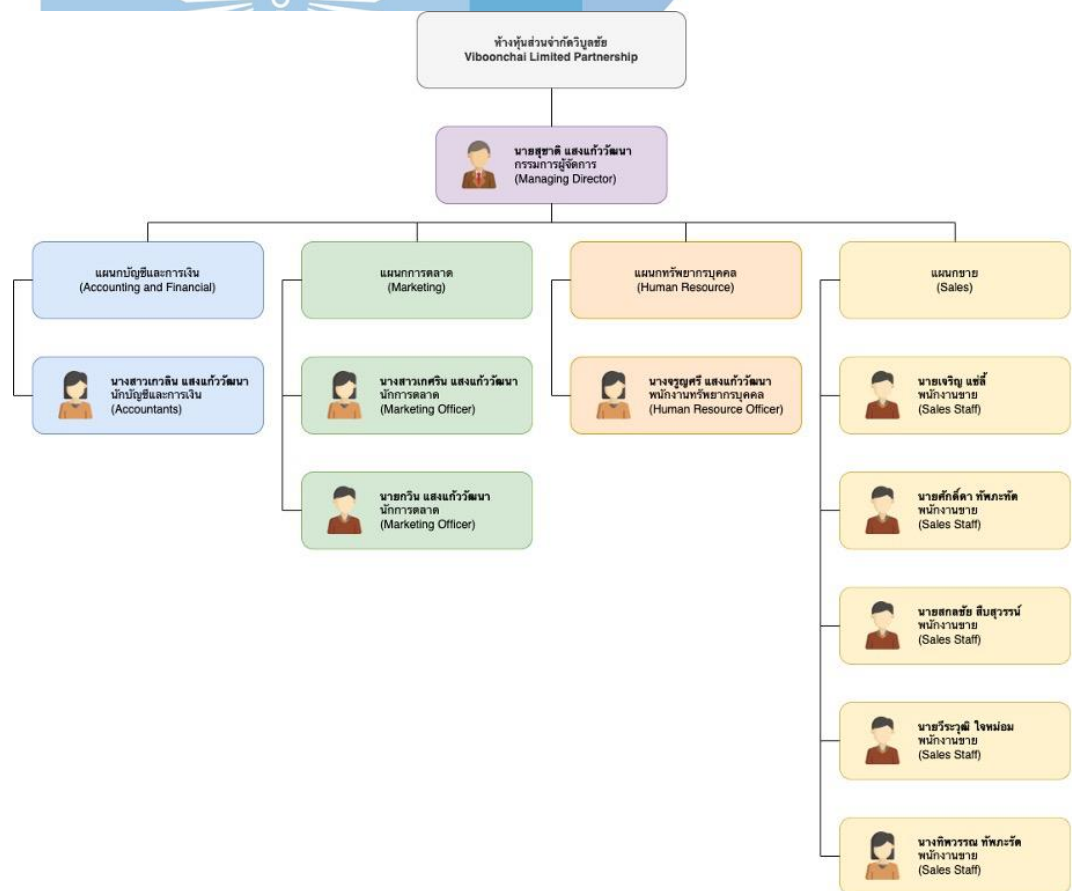 ห้างหุ้นส่วนจำกัดวิบูลชัย
Viboonchai Limited Partnership
นายสุชาติ แสงแก้ววัฒนา
กรรมการผู้จัดการ
(Managing Director)
แผนกบัญชีและการเงิน
(Accounting and Financial)
แผนกการตลาด
(Marketing)
แผนกทรัพยากรบุคคล
(Human Resource)
แผนกขาย
(Sales)
นางสาวเกวลิน แสงแก้ววัฒนา
นักบัญชีและการเงิน
(Accountants)
นางสาวเกศริน แสงแก้ววัฒนา
นักการตลาด
(Marketing Officer)
นางจรูญศรี แสงแก้ววัฒนา
พนักงานทรัพยากรบุคคล
(Human Resource Officer)
นายเจริญ แซ่ลี้
พนักงานขาย
(Sales Staff)
นายกวิน แสงแก้ววัฒนา
นักการตลาด
(Marketing Officer)
นายศักดิ์ดา ทัพภะทัต
พนักงานขาย
(Sales Staff)
นายสกลชัย สืบสุวรรน์
พนักงานขาย
(Sales Staff)
นายวีระวุฒิ ใจหม่อม
พนักงานขาย
(Sales Staff)
นางทิพวรรณ ทัพภะรัต
พนักงานขาย
(Sales Staff)